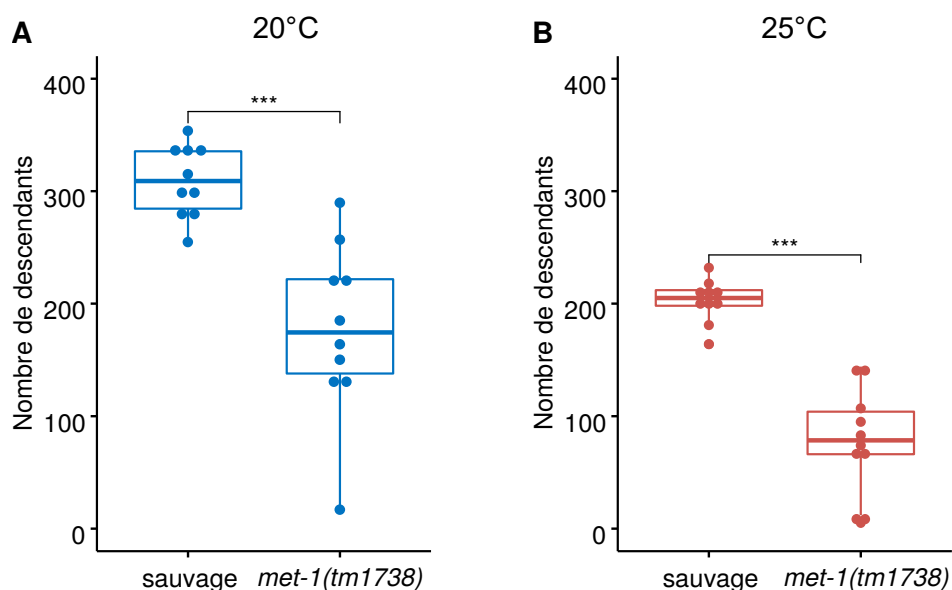 A
20°C
Nombre de descendants
400
300
200
100
0
***
sauvage
met-1(tm1738)
B
25°C
Nombre de descendants
400
300
200
100
0
***
sauvage
met-1(tm1738)